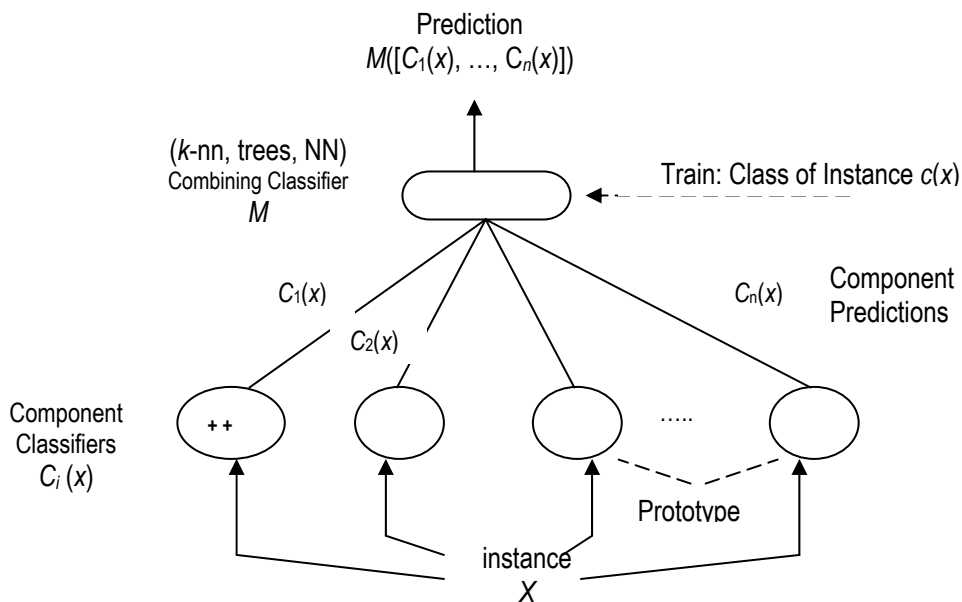 Prediction
M([C₁(x), …, Cₙ(x)])
(k-nn, trees, NN)
Combining Classifier
M
Train: Class of Instance c(x)
C₁(x)
Cₙ(x)
Component
Predictions
C₂(x)
Component
Classifiers
Cᵢ (x)
++
.....
Prototype
instance
X